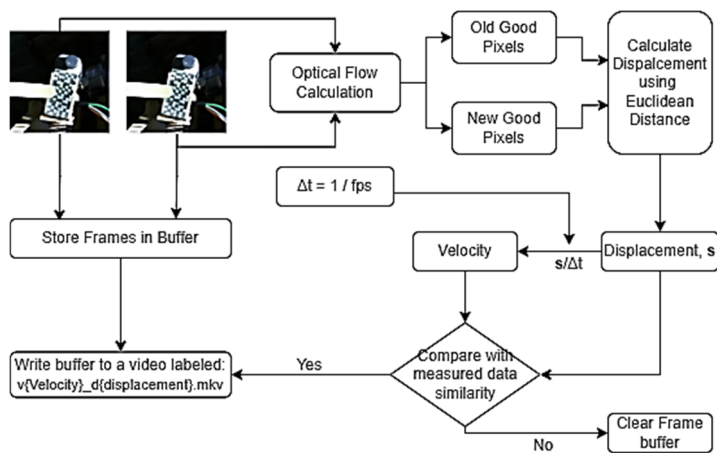 Old Good
Pixels
Optical Flow
Calculation
New Good
Pixels
Calculate
Dispalcement
using
Euclidean
Distance
Δt = 1 / fps
Store Frames in Buffer
Velocity
s/Δt
Displacement, s
Write buffer to a video labeled:
v{Velocity}_d{displacement}.mkv
Yes
Compare with
measured data
similarity
No
Clear Frame
buffer